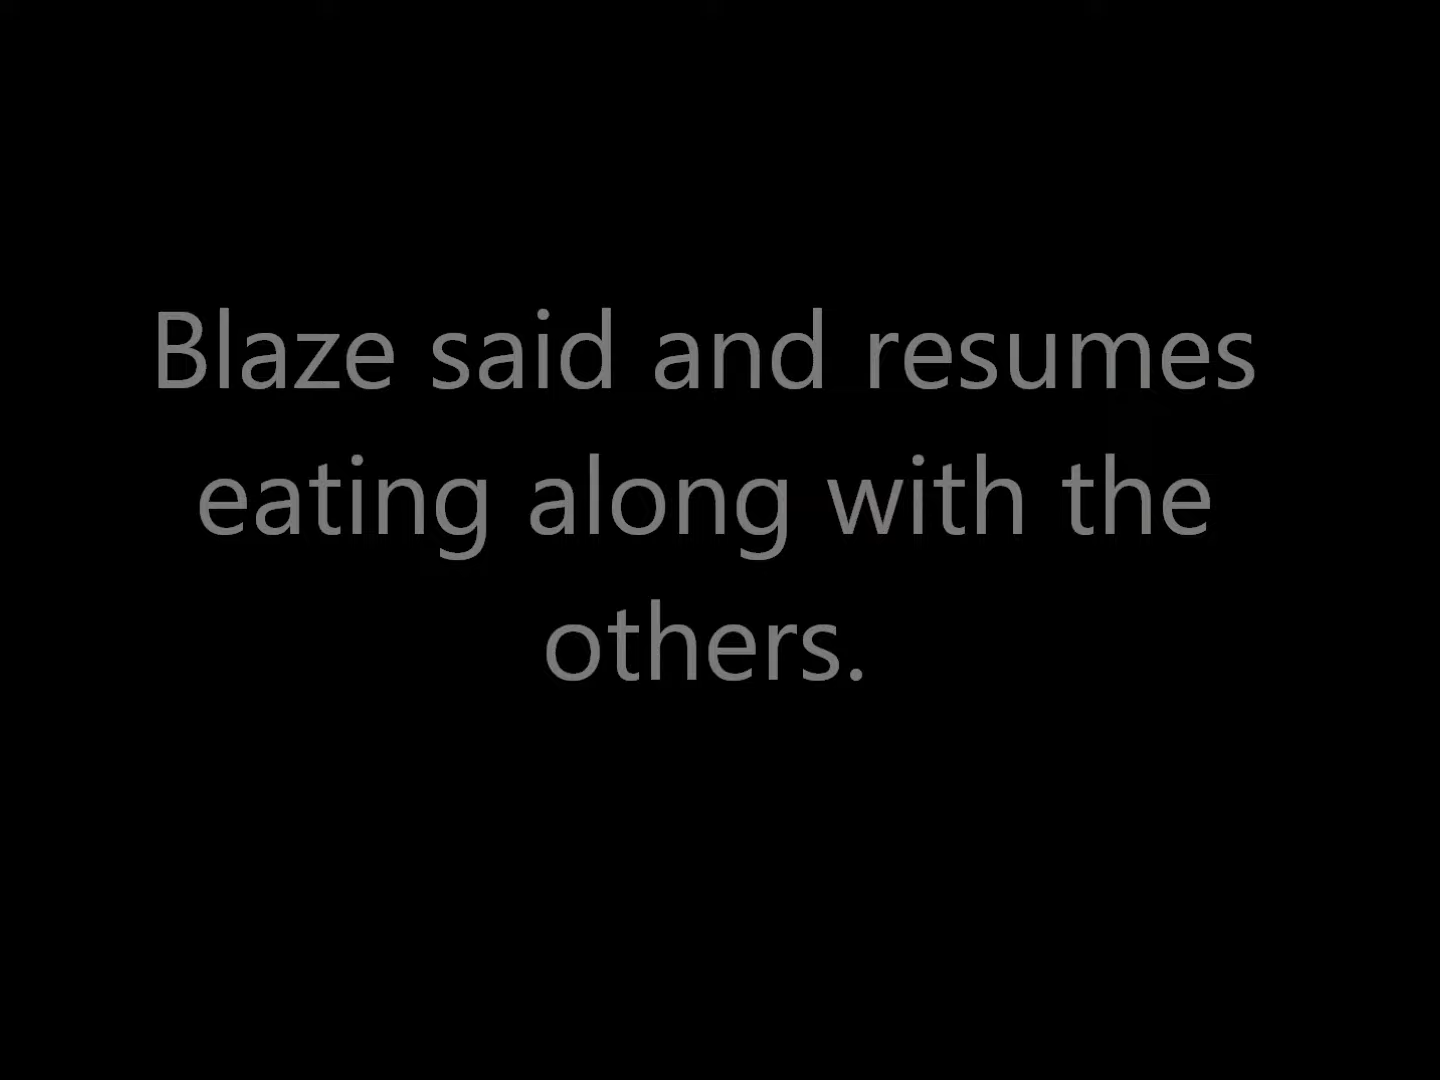 Blaze said and resumes
eating along with the
others.